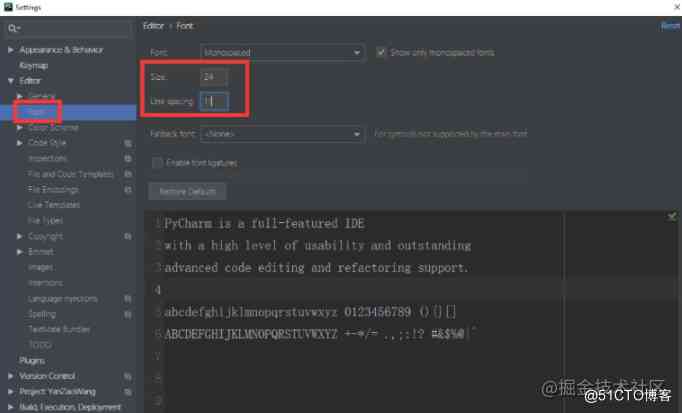 Settings
Appearance & Behavior
Keymap
Editor
General
Font
Color Scheme
Code Style
Inspections
File and Code Templates
File Encodings
Live Templates
File Types
Copyright
Emmet
Images
Intentions
Language Injections
Spelling
TextMate Bundles
TODO
Plugins
Version Control
Project: YanZaoWang
Build, Execution, Deployment
Editor › Font
Reset
Font: Monospaced
Show only monospaced fonts
Size: 24
Line spacing:
Fallback font: <None>
For symbols not supported by the main font
Enable font ligatures
Restore Defaults
1 PyCharm is a full-featured IDE
2 with a high level of usability and outstanding
3 advanced code editing and refactoring support.
4
5 abcdefghijklmnopqrstuvwxyz 0123456789 (){}[]
6 ABCDEFGHIJKLMNOPQRSTUVWXYZ +-*/= .,;:!? #&$%@|^
7
8
9
@掘金技术社区
@51CTO博客